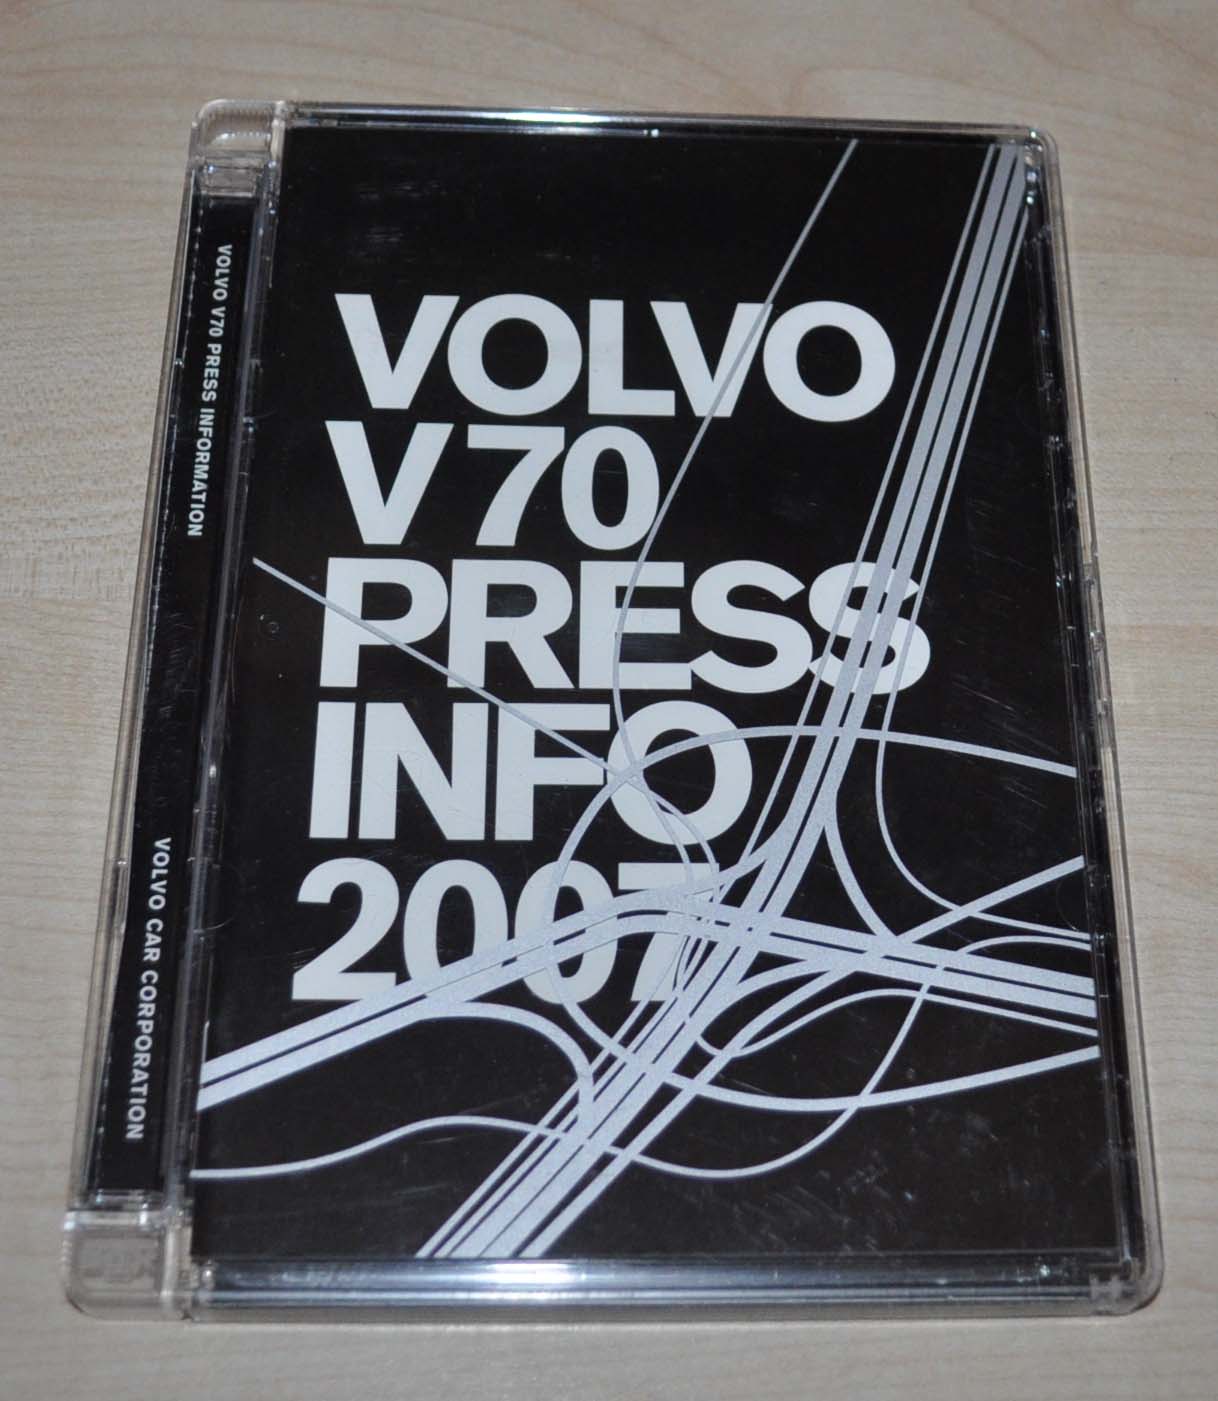 VOLVO
V70
PRESS
INFO
2007
VOLVO V70 PRESS INFORMATION
VOLVO CAR CORPORATION